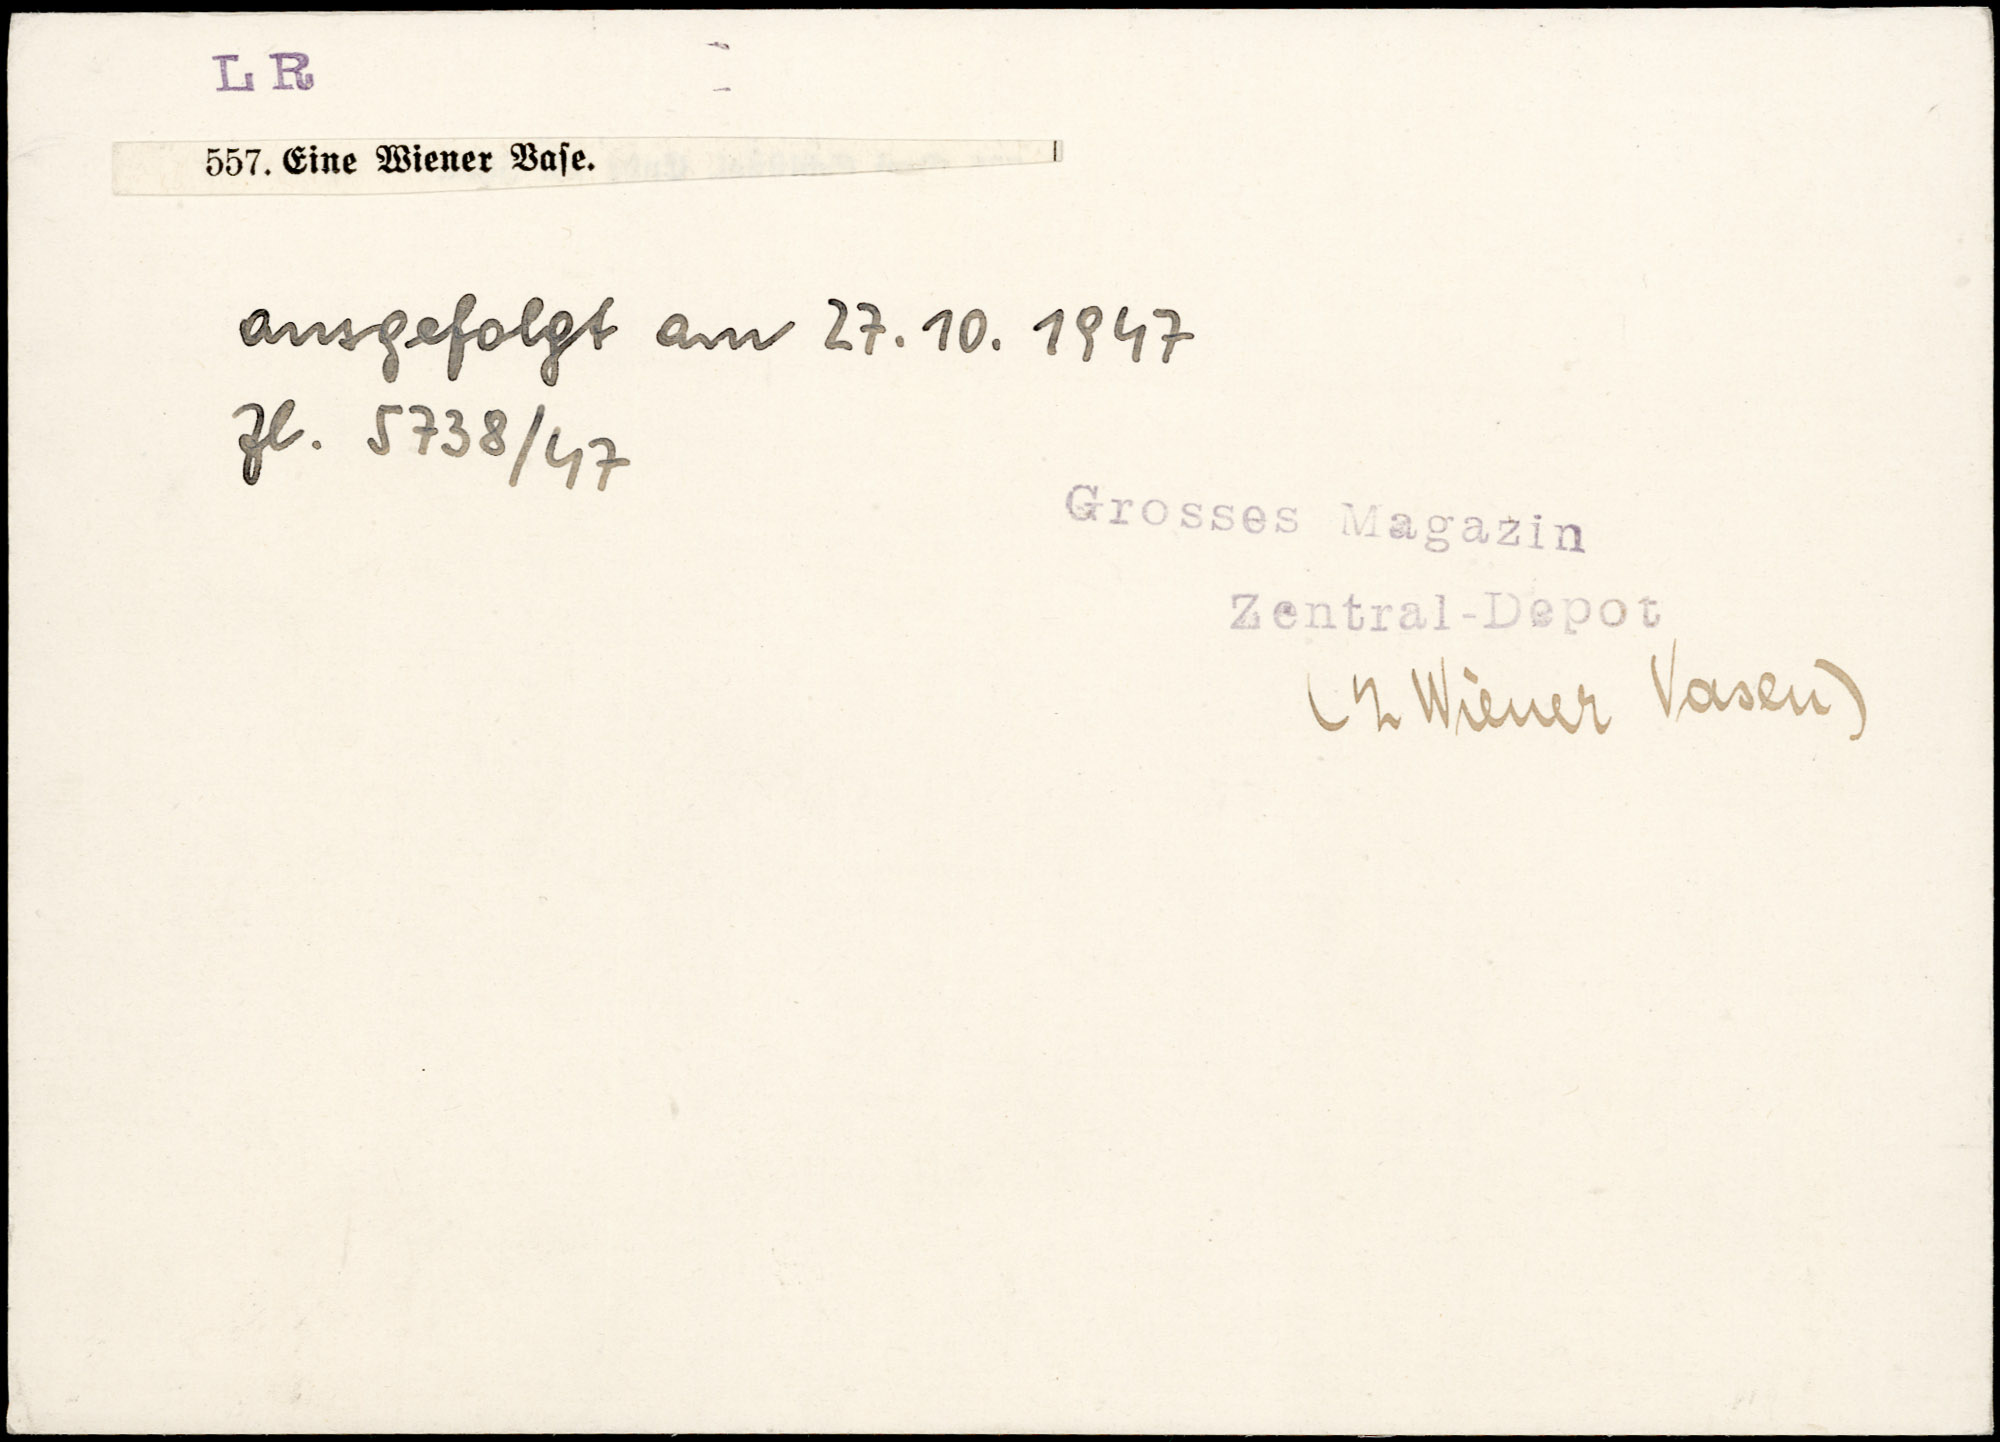 L R
557. Eine Wiener Vase.
ausgefolgt am 27. 10. 1947
Zl. 5738/47
Grosses Magazin
Zentral-Depot
(2 Wiener Vasen)